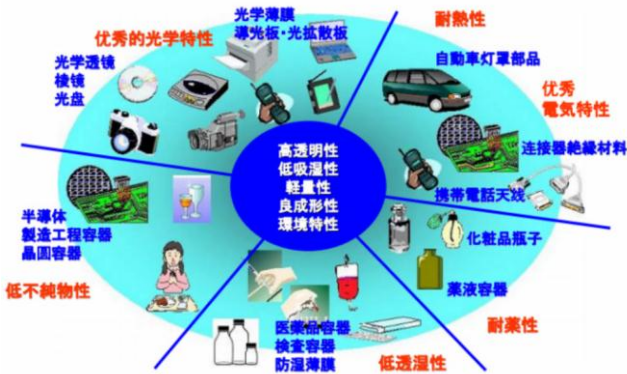 光学薄膜
導光板・光拡散板
耐熱性
優秀的光学特性
光学透镜
棱镜
光盘
自動車灯罩部品
優秀
電気特性
连接器絶縁材料
高透明性
低吸湿性
軽量性
良成形性
環境特性
携帯電話天线
半導体
製造工程容器
晶圆容器
化粧品瓶子
低不純物性
薬液容器
医薬品容器
検査容器
防湿薄膜
耐薬性
低透湿性